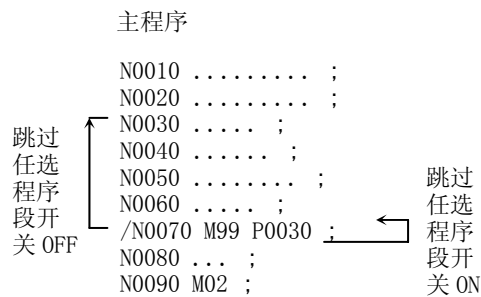 主程序
N0010 ......... ;
N0020 ......... ;
N0030 ..... ;
N0040 ...... ;
N0050 ........ ;
N0060 ..... ;
/N0070 M99 P0030 ;
N0080 ... ;
N0090 M02 ;
跳过
任选
程序
段开
关 OFF
跳过
任选
程序
段开
关 ON